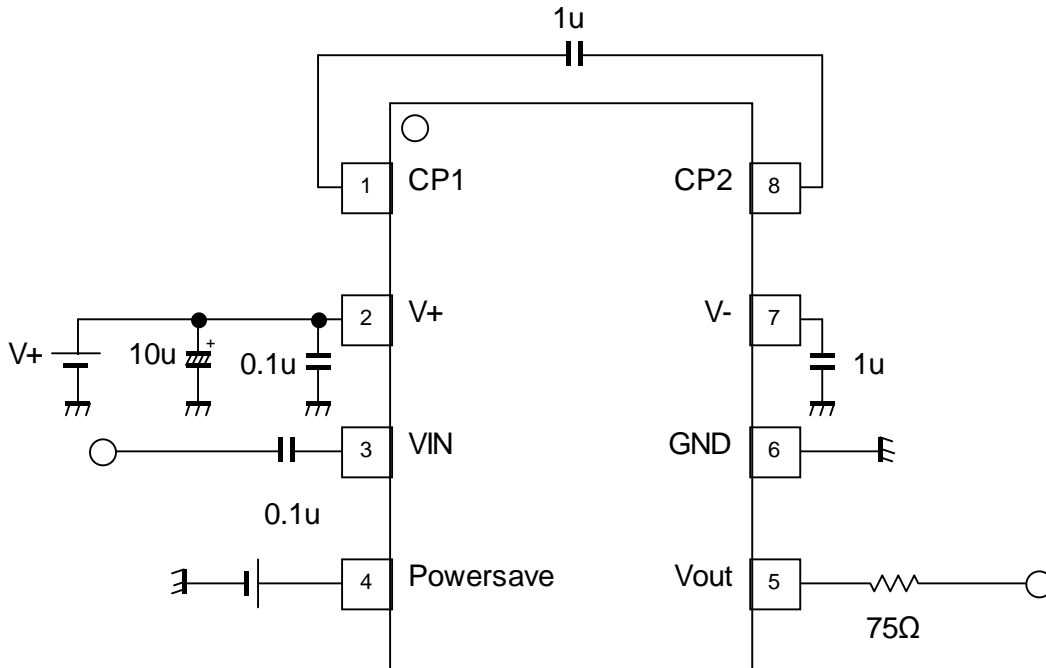 1u
1 CP1 CP2 8
2 V+ V- 7
V+ 10u + 0.1u 1u
3 VIN GND 6
0.1u
4 Powersave Vout 5
75Ω